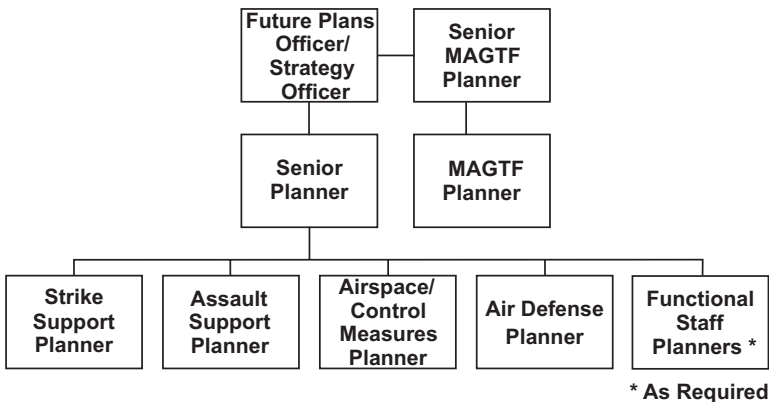 Future Plans
Officer/
Strategy
Officer
Senior
MAGTF
Planner
Senior
Planner
MAGTF
Planner
Strike
Support
Planner
Assault
Support
Planner
Airspace/
Control
Measures
Planner
Air Defense
Planner
Functional
Staff
Planners *
* As Required